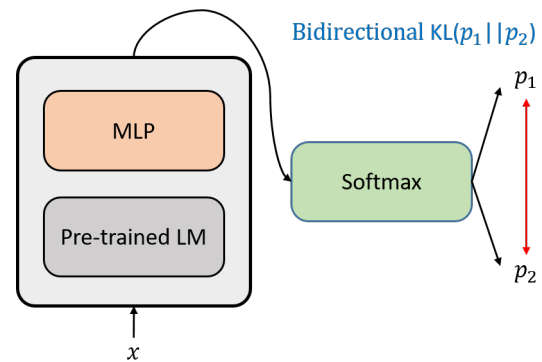 Bidirectional KL(𝑝₁||𝑝₂)
𝑝₁
MLP
Softmax
Pre-trained LM
𝑝₂
𝑥